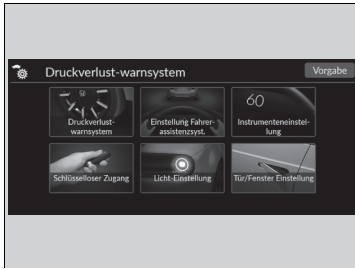 Druckverlust-warnsystem
Vorgabe
Druckverlust-
warnsystem
Einstellung Fahrer-
assistenzsyst.
60
Instrumenteneinstel-
lung
Schlüsselloser Zugang
Licht-Einstellung
Tür/Fenster Einstellung